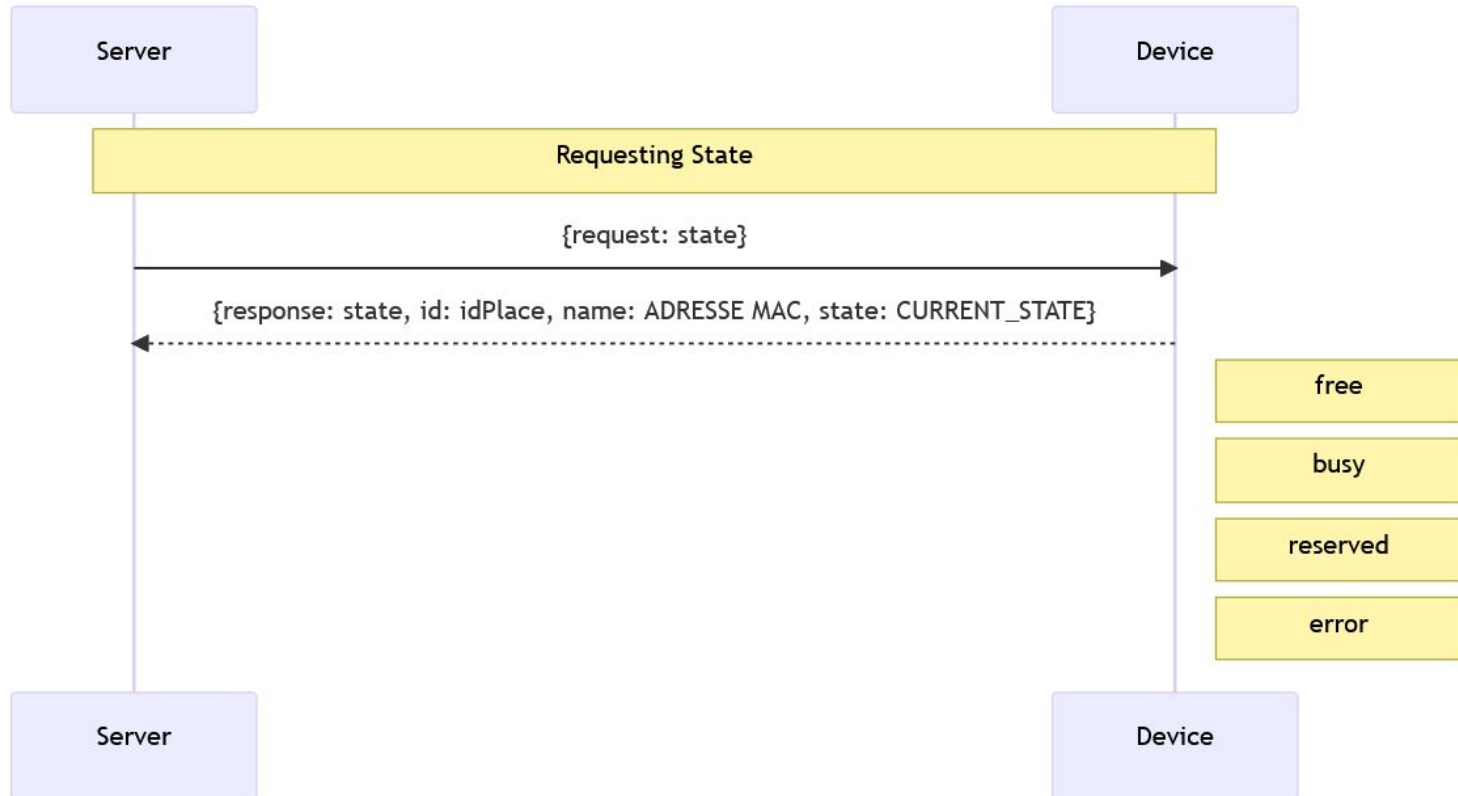 Server
Device
Requesting State
{request: state}
{response: state, id: idPlace, name: ADRESSE MAC, state: CURRENT_STATE}
free
busy
reserved
error
Server
Device